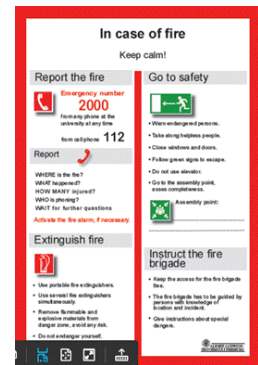 In case of fire
Keep calm!
Report the fire
Emergency number
2000
from any phone at the
university at any time
from cell phone 112
Report
WHERE is the fire?
WHAT happened?
HOW MANY injured?
WHO is phoning?
WAIT for further questions
Activate the fire alarm, if necessary.
Extinguish fire
• Use portable fire extinguishers.
• Use several fire extinguishers
simultaneously.
• Remove flammable and
explosive materials from
danger zone, avoid any risk.
• Do not endanger yourself.
Go to safety
• Warn endangered persons.
• Take along helpless people.
• Close windows and doors.
• Follow green signs to escape.
• Do not use elevator.
• Go to the assembly point,
asses completeness.
Assembly point:
Instruct the fire
brigade
• Keep the access for the fire brigade
free.
• The fire brigade has to be guided by
persons with knowledge of
location and incident.
• Give instructions about special
dangers.